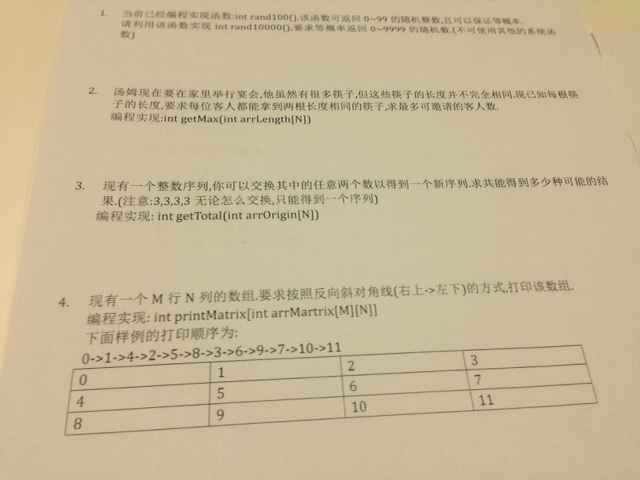 1. 当前已经编程实现函数:int rand100().该函数可返回 0~99 的随机整数,且可以保证等概率.
请利用该函数实现 int rand10000().要求等概率返回 0~9999 的随机数.(不可使用其他的系统函
数)
2. 汤姆现在要在家里举行宴会,他虽然有很多筷子,但这些筷子的长度并不完全相同.现已知每根筷
子的长度,要求每位客人都能拿到两根长度相同的筷子,求最多可邀请的客人数.
编程实现:int getMax(int arrLength[N])
3. 现有一个整数序列,你可以交换其中的任意两个数以得到一个新序列.求共能得到多少种可能的结
果.(注意:3,3,3,3 无论怎么交换,只能得到一个序列)
编程实现: int getTotal(int arrOrigin[N])
4. 现有一个 M 行 N 列的数组.要求按照反向斜对角线(右上->左下)的方式,打印该数组.
编程实现: int printMatrix[int arrMartrix[M][N]]
下面样例的打印顺序为:
0->1->4->2->5->8->3->6->9->7->10->11
0 1 2 3
4 5 6 7
8 9 10 11